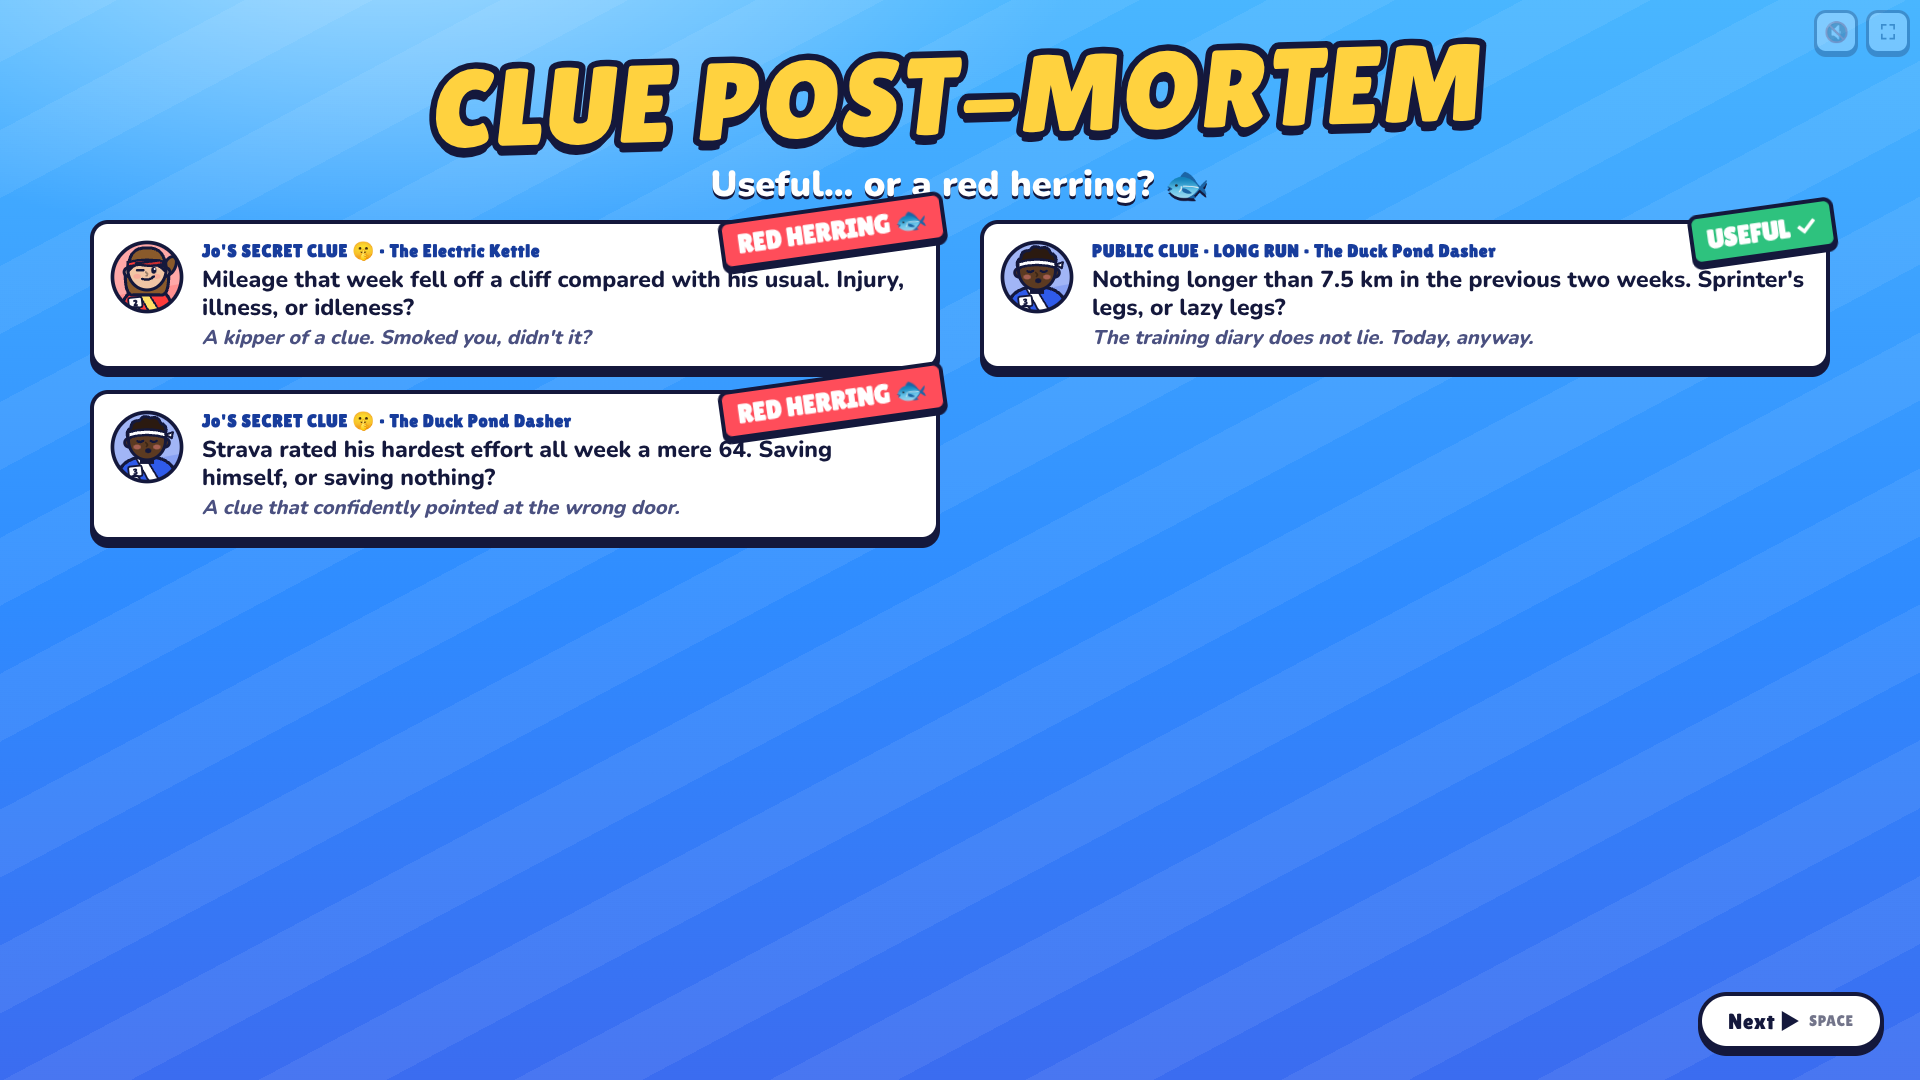 CLUE POST-MORTEM
Useful... or a red herring? 🐟
RED HERRING 🐟
Jo'S SECRET CLUE 🤫 · The Electric Kettle
Mileage that week fell off a cliff compared with his usual. Injury,
illness, or idleness?
A kipper of a clue. Smoked you, didn't it?
USEFUL ✓
PUBLIC CLUE · LONG RUN · The Duck Pond Dasher
Nothing longer than 7.5 km in the previous two weeks. Sprinter's
legs, or lazy legs?
The training diary does not lie. Today, anyway.
RED HERRING 🐟
Jo'S SECRET CLUE 🤫 · The Duck Pond Dasher
Strava rated his hardest effort all week a mere 64. Saving
himself, or saving nothing?
A clue that confidently pointed at the wrong door.
Next ▶ SPACE